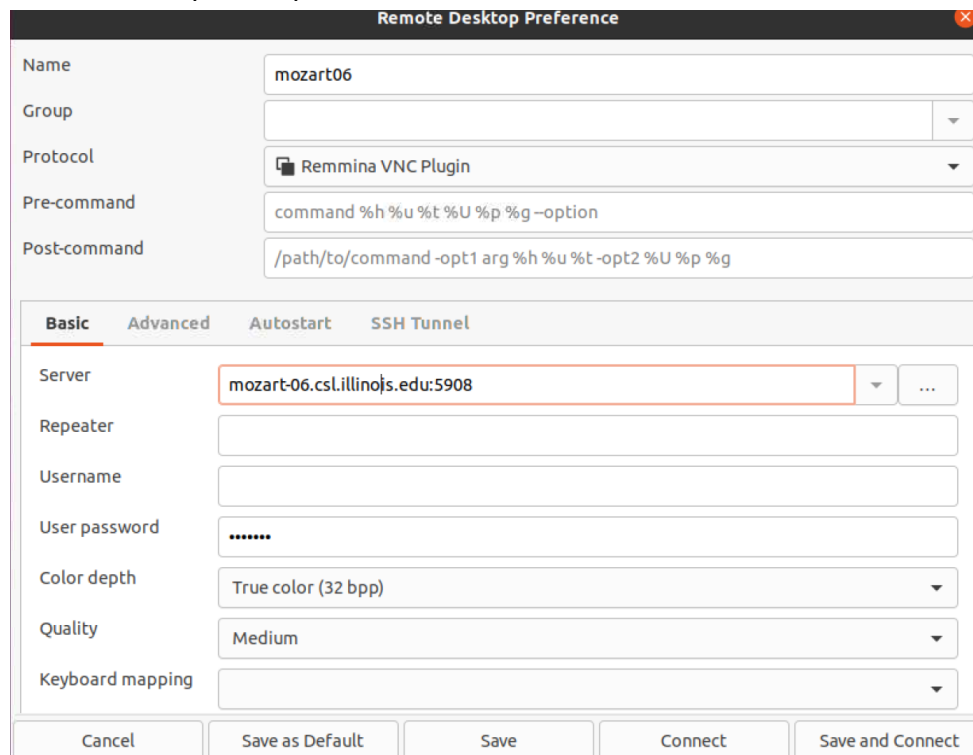 Remote Desktop Preference
Name mozart06
Group
Protocol Remmina VNC Plugin
Pre-command command %h %u %t %U %p %g --option
Post-command /path/to/command -opt1 arg %h %u %t -opt2 %U %p %g
Basic Advanced Autostart SSH Tunnel
Server mozart-06.csl.illinois.edu:5908 ...
Repeater
Username
User password •••••••
Color depth True color (32 bpp)
Quality Medium
Keyboard mapping
Cancel Save as Default Save Connect Save and Connect